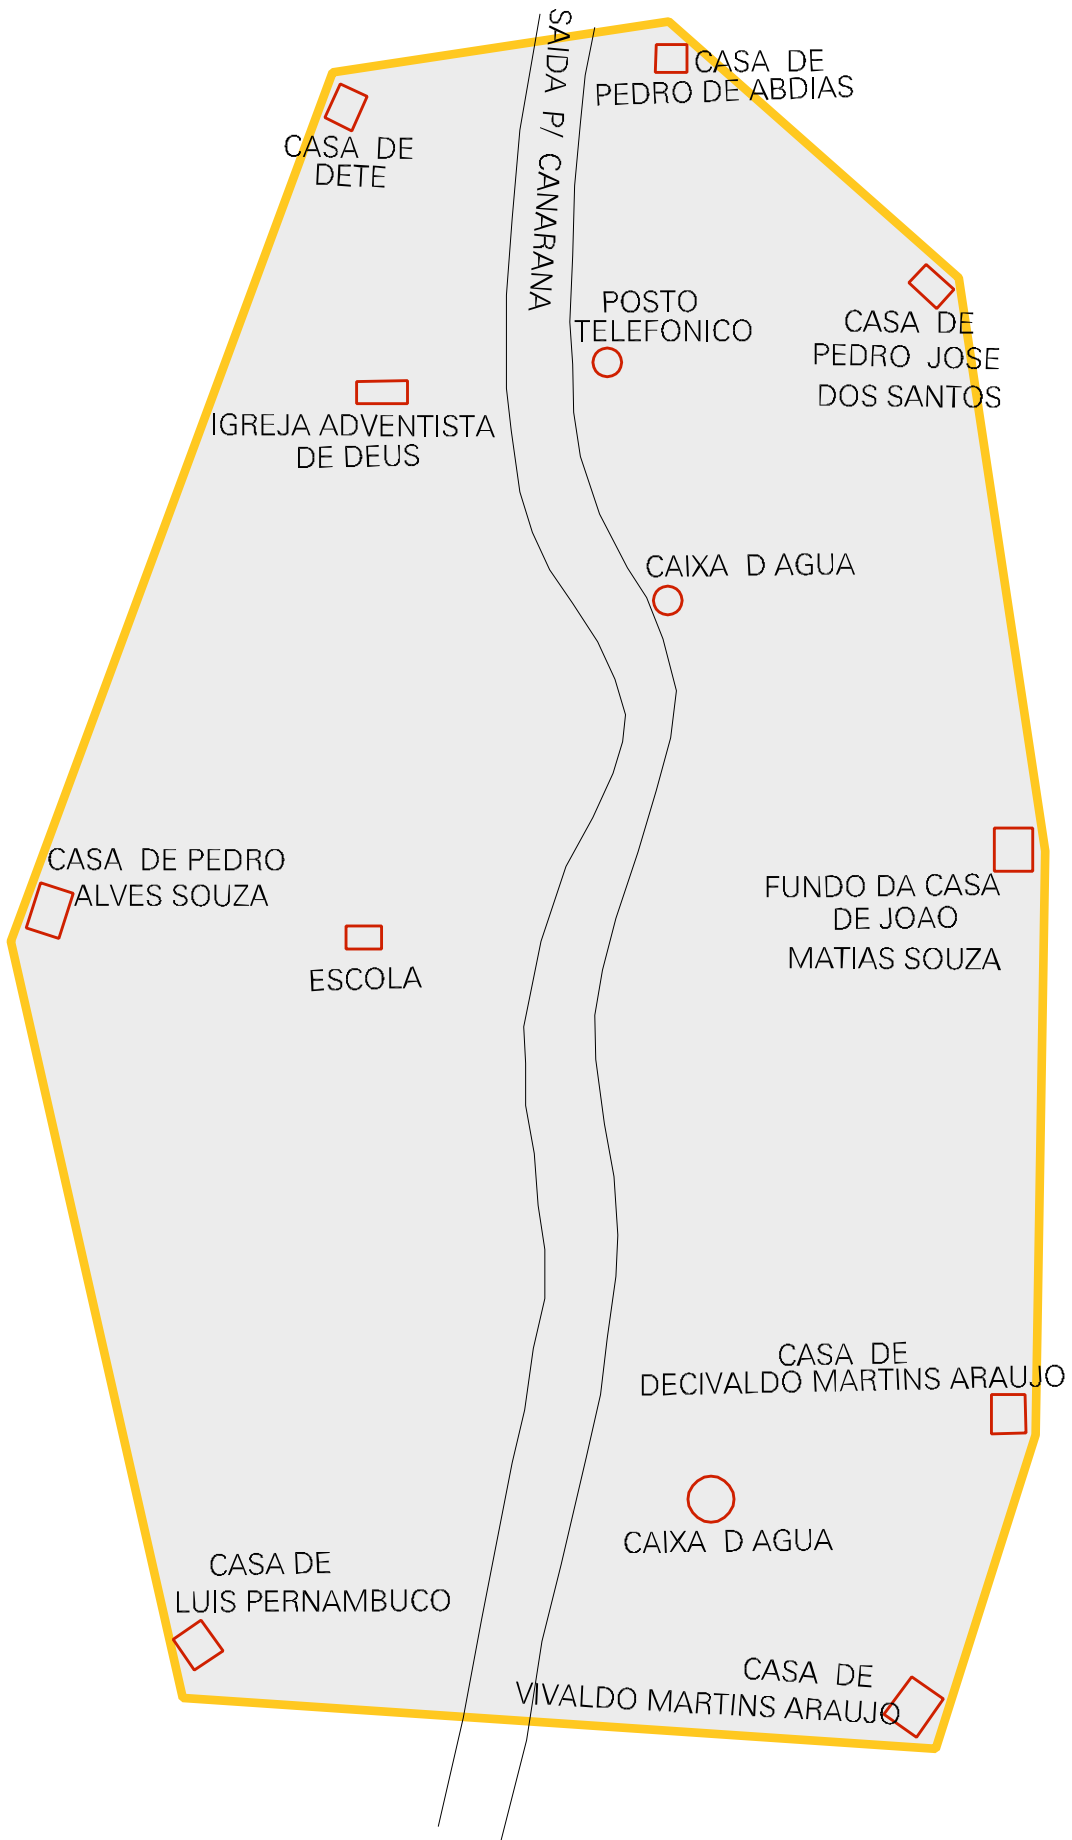 SAIDA P/ CANARANA
CASA DE
PEDRO DE ABDIAS
CASA DE
DETE
POSTO
TELEFONICO
CASA DE
PEDRO JOSE
DOS SANTOS
IGREJA ADVENTISTA
DE DEUS
CAIXA D AGUA
CASA DE PEDRO
ALVES SOUZA
FUNDO DA CASA
DE JOAO
MATIAS SOUZA
ESCOLA
CASA DE
DECIVALDO MARTINS ARAUJO
CAIXA D AGUA
CASA DE
LUIS PERNAMBUCO
CASA DE
VIVALDO MARTINS ARAUJO